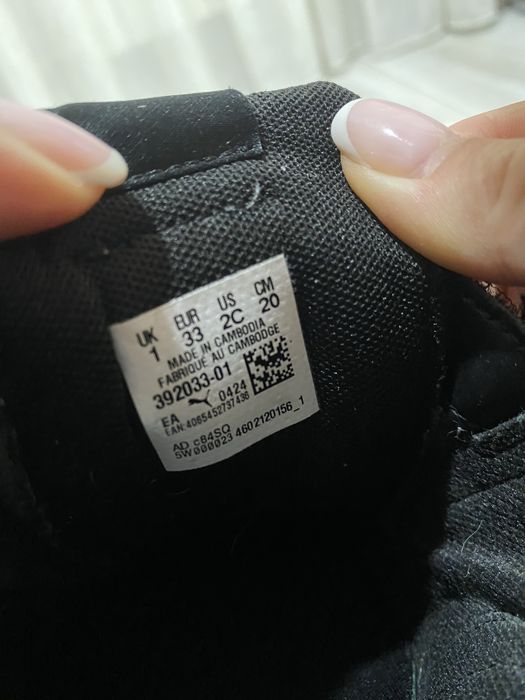 UK EUR US CM
1 33 2C 20
MADE IN CAMBODIA
FABRIQUÉ AU CAMBODGE
392033-01
EA 0424
EAN:4065452737436
AD c84SQ
SW000023 4602120156_1